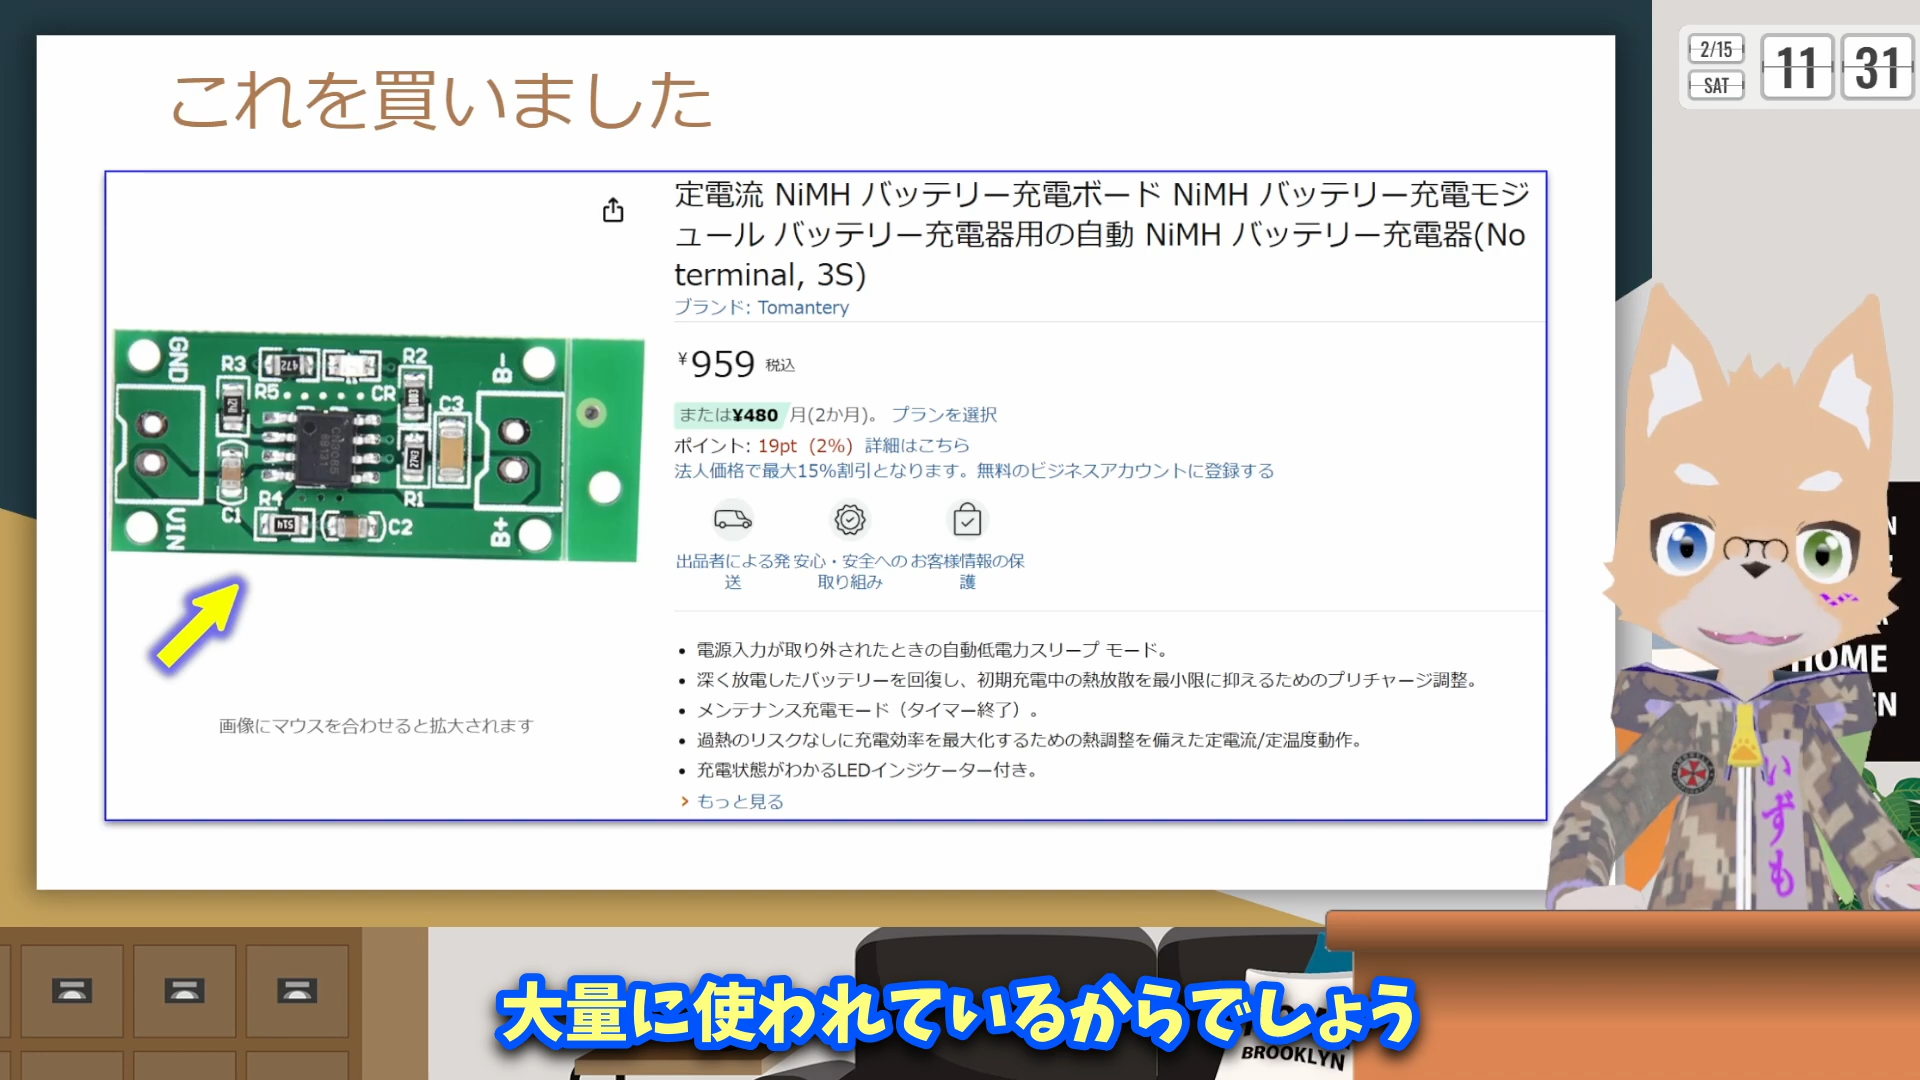 これを買いました
2/15
SAT
11 31
定電流 NiMH バッテリー充電ボード NiMH バッテリー充電モジ
ュール バッテリー充電器用の自動 NiMH バッテリー充電器(No
terminal, 3S)
ブランド: Tomantery
¥959 税込
または¥480 月(2か月)。 プランを選択
ポイント: 19pt (2%) 詳細はこちら
法人価格で最大15%割引となります。無料のビジネスアカウントに登録する
出品者による発
送
安心・安全への
取り組み
お客様情報の保
護
電源入力が取り外されたときの自動低電力スリープ モード。
深く放電したバッテリーを回復し、初期充電中の熱放散を最小限に抑えるためのプリチャージ調整。
メンテナンス充電モード（タイマー終了）。
過熱のリスクなしに充電効率を最大化するための熱調整を備えた定電流/定温度動作。
充電状態がわかるLEDインジケーター付き。
もっと見る
GND
R3
R2
B-
R5
CR
C3
472
R4
R1
C1
514
C2
VIN
B+
画像にマウスを合わせると拡大されます
HOME
いずも
大量に使われているからでしょう
BROOKLYN